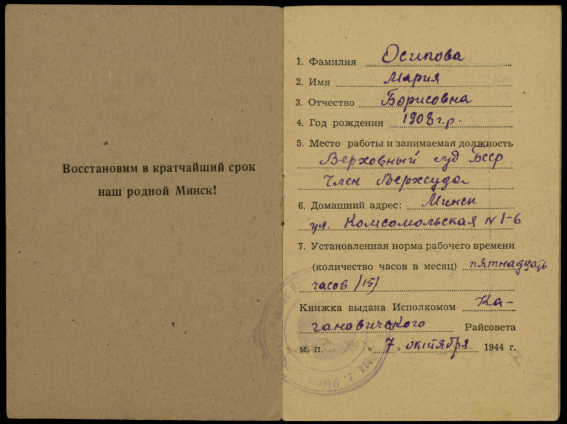 Восстановим в кратчайший срок
наш родной Минск!
1. Фамилия Осипова
2. Имя Мария
3. Отчество Борисовна
4. Год рождения 1908 г.р.
5. Место работы и занимаемая должность
Верховный суд БССР
Член Верхсуда
6. Домашний адрес: Минск
ул. Комсомольская № 1-6
7. Установленная норма рабочего времени
(количество часов в месяц) пятнадцать
часов /15/
Книжка выдана Исполкомом Ка-
гановичского Райсовета
М. П. „ 7 „ октября 1944 г.